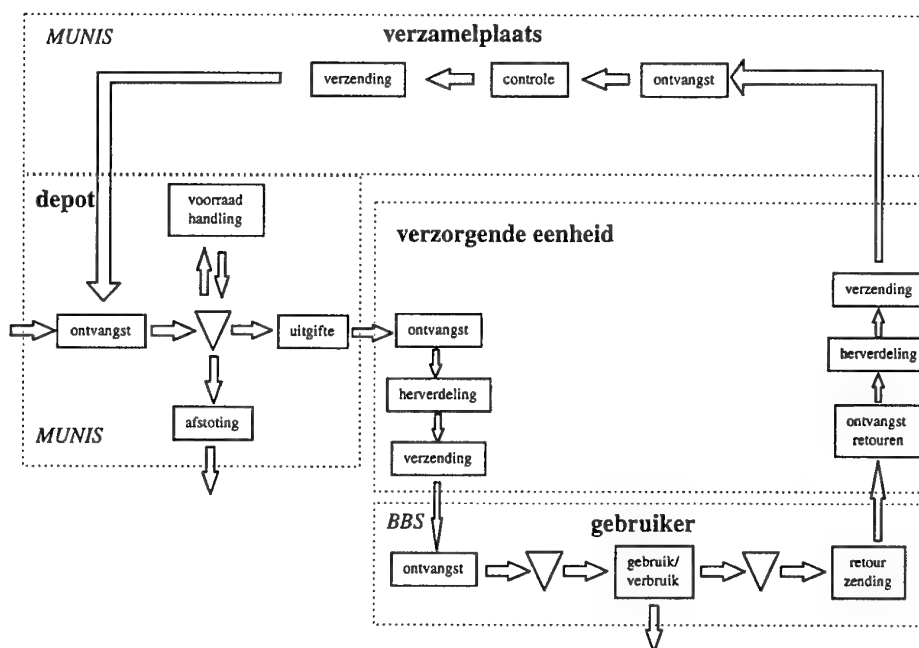 MUNIS
verzamelplaats
verzending
controle
ontvangst
depot
voorraad
handling
ontvangst
uitgifte
afstoting
MUNIS
verzorgende eenheid
ontvangst
herverdeling
verzending
verzending
herverdeling
ontvangst
retouren
BBS
gebruiker
ontvangst
gebruik/
verbruik
retour
zending